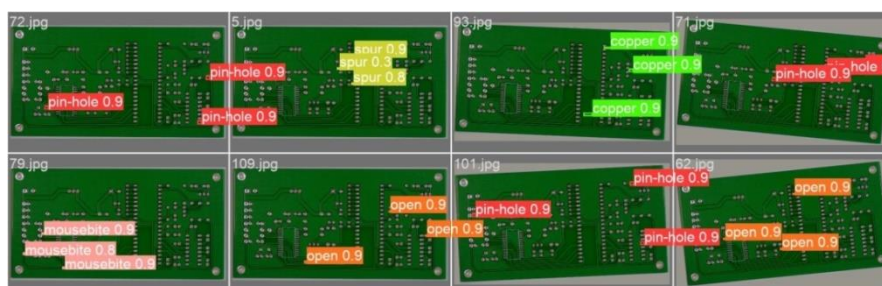 72.jpg
pin-hole 0.9
pin-hole 0.9
pin-hole 0.9
5.jpg
spur 0.9
spur 0.3
spur 0.8
93.jpg
copper 0.9
copper 0.9
copper 0.9
71.jpg
hole
pin-hole 0.9
79.jpg
mousebite 0.9
mousebite 0.8
mousebite 0.9
109.jpg
open 0.9
open 0.9
open 0.9
101.jpg
pin-hole 0.9
pin-hole 0.9
pin-hole 0.9
62.jpg
open 0.9
open 0.9
open 0.9